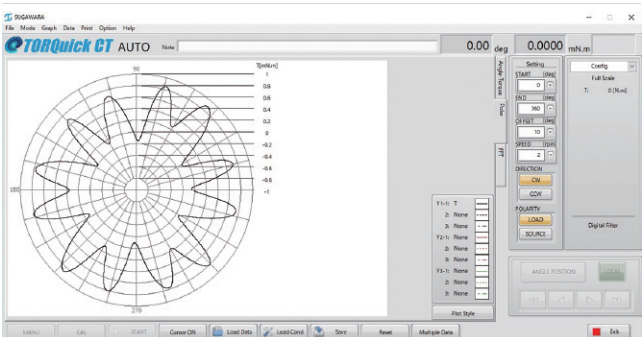 SUGAWARA
File Mode Graph Data Print Option Help
TORQuick CT AUTO Note 0.00 deg 0.0000 mN.m
90
T[mN.m]
1
0.8
0.6
0.4
0.2
0
-0.2
-0.4
-0.6
-0.8
-1
180
270
Angle-Torque
Polar
FFT
Y1-1: T
2: None
3: None
Y2-1: None
2: None
3: None
Y3-1: None
2: None
3: None
Plot Style
Setting
START [deg]
0
END [deg]
360
OFFSET [deg]
10
SPEED [rpm]
2
DIRECTION
CW
CCW
POLARITY
LOAD
SOURCE
Config
Full Scale
T: 0 [N.m]
Digital Filter
ANGLE POSITION
START Cursor ON Load Data Load Cond Save Reset Multiple Data Exit